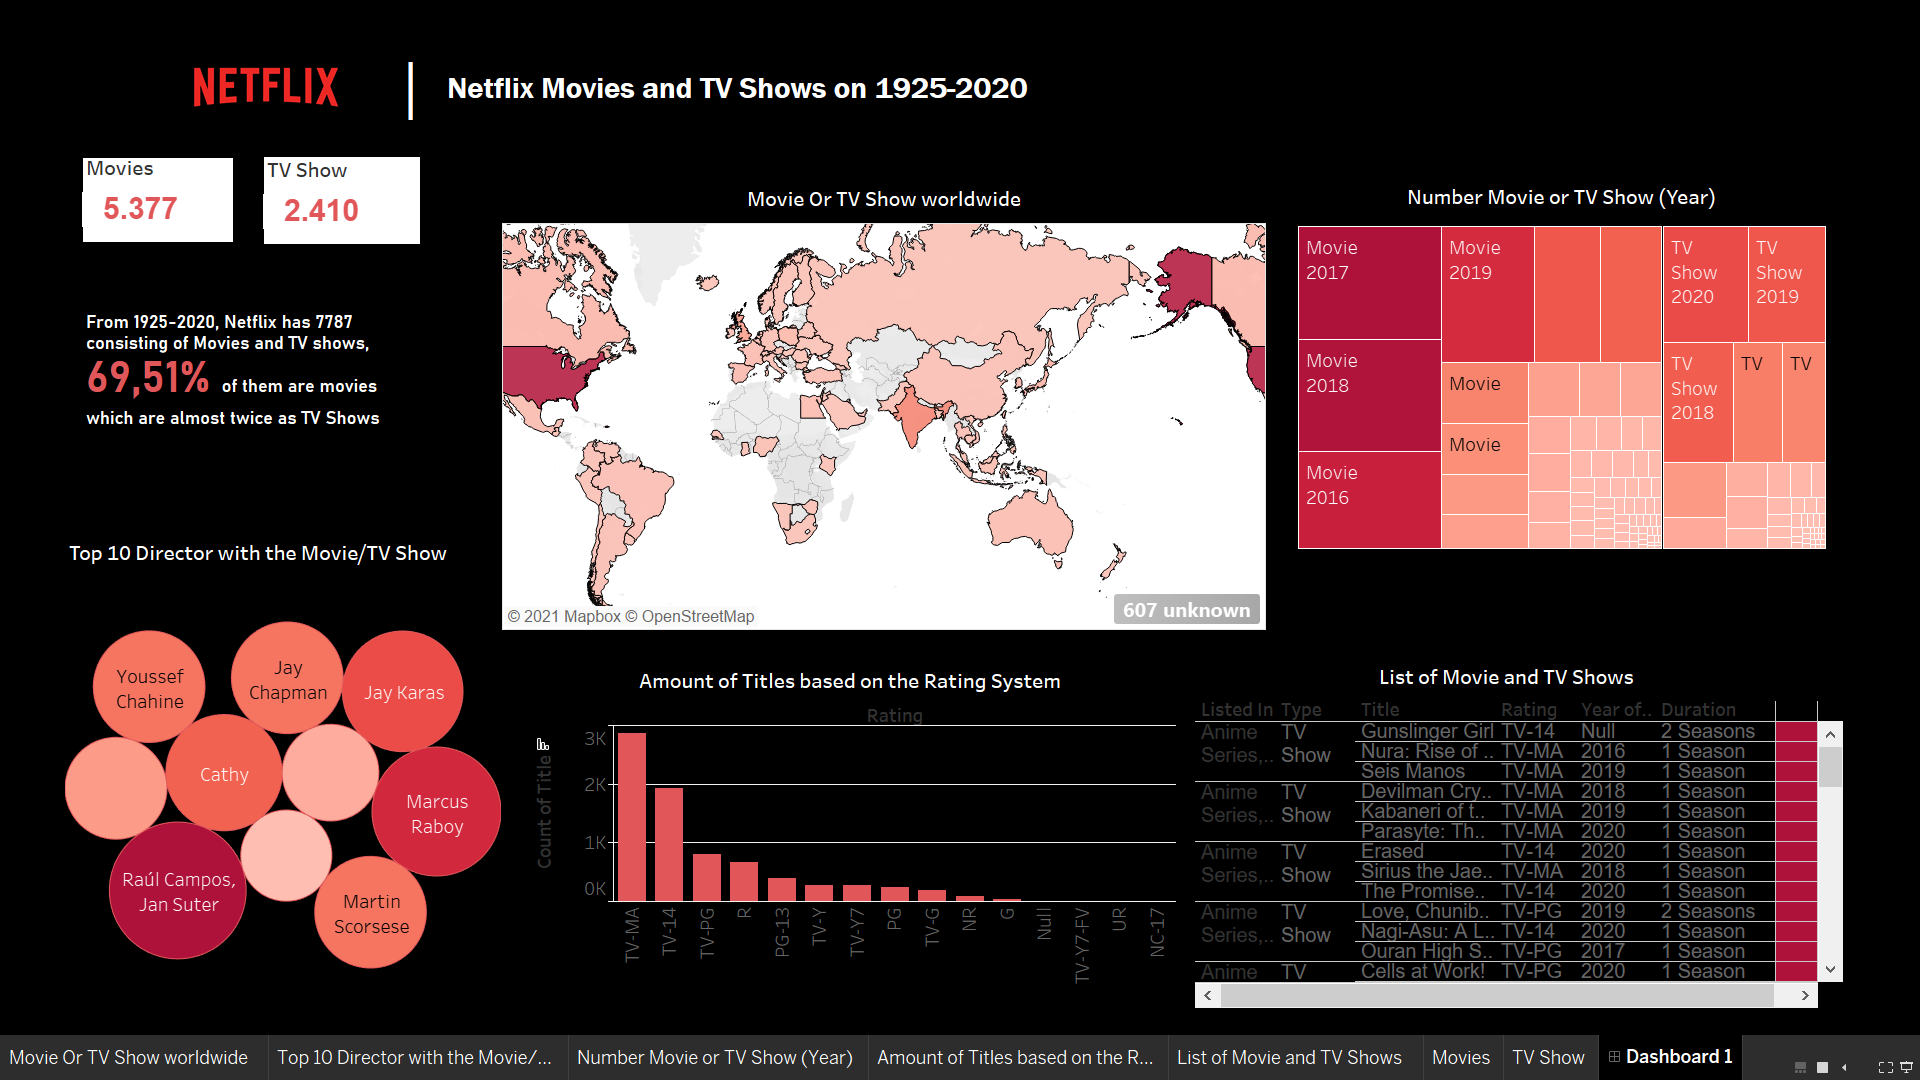 NETFLIX
Netflix Movies and TV Shows on 1925-2020
Movies
5.377
TV Show
2.410
From 1925-2020, Netflix has 7787
consisting of Movies and TV shows,
69,51% of them are movies
which are almost twice as TV Shows
Movie Or TV Show worldwide
© 2021 Mapbox © OpenStreetMap
607 unknown
Number Movie or TV Show (Year)
Movie
2017
Movie
2018
Movie
2016
Movie
2019
Movie
Movie
TV
Show
2020
TV
Show
2019
TV
Show
2018
TV
TV
Top 10 Director with the Movie/TV Show
Youssef
Chahine
Jay
Chapman
Jay Karas
Cathy
Marcus
Raboy
Raúl Campos,
Jan Suter
Martin
Scorsese
Amount of Titles based on the Rating System
Rating
Count of Title
3K
2K
1K
0K
TV-MA
TV-14
TV-PG
R
PG-13
TV-Y
TV-Y7
PG
TV-G
NR
G
Null
TV-Y7-FV
UR
NC-17
List of Movie and TV Shows
Listed In Type Title Rating Year of.. Duration
Anime TV Gunslinger Girl TV-14 Null 2 Seasons
Series,.. Show Nura: Rise of .. TV-MA 2016 1 Season
Seis Manos TV-MA 2019 1 Season
Anime TV Devilman Cry.. TV-MA 2018 1 Season
Series,.. Show Kabaneri of t.. TV-MA 2019 1 Season
Parasyte: Th.. TV-MA 2020 1 Season
Anime TV Erased TV-14 2020 1 Season
Series,.. Show Sirius the Jae.. TV-MA 2018 1 Season
The Promise.. TV-14 2020 1 Season
Anime TV Love, Chunib.. TV-PG 2019 2 Seasons
Series,.. Show Nagi-Asu: A L.. TV-14 2020 1 Season
Ouran High S.. TV-PG 2017 1 Season
Anime TV Cells at Work! TV-PG 2020 1 Season
Movie Or TV Show worldwide
Top 10 Director with the Movie/...
Number Movie or TV Show (Year)
Amount of Titles based on the R...
List of Movie and TV Shows
Movies
TV Show
Dashboard 1